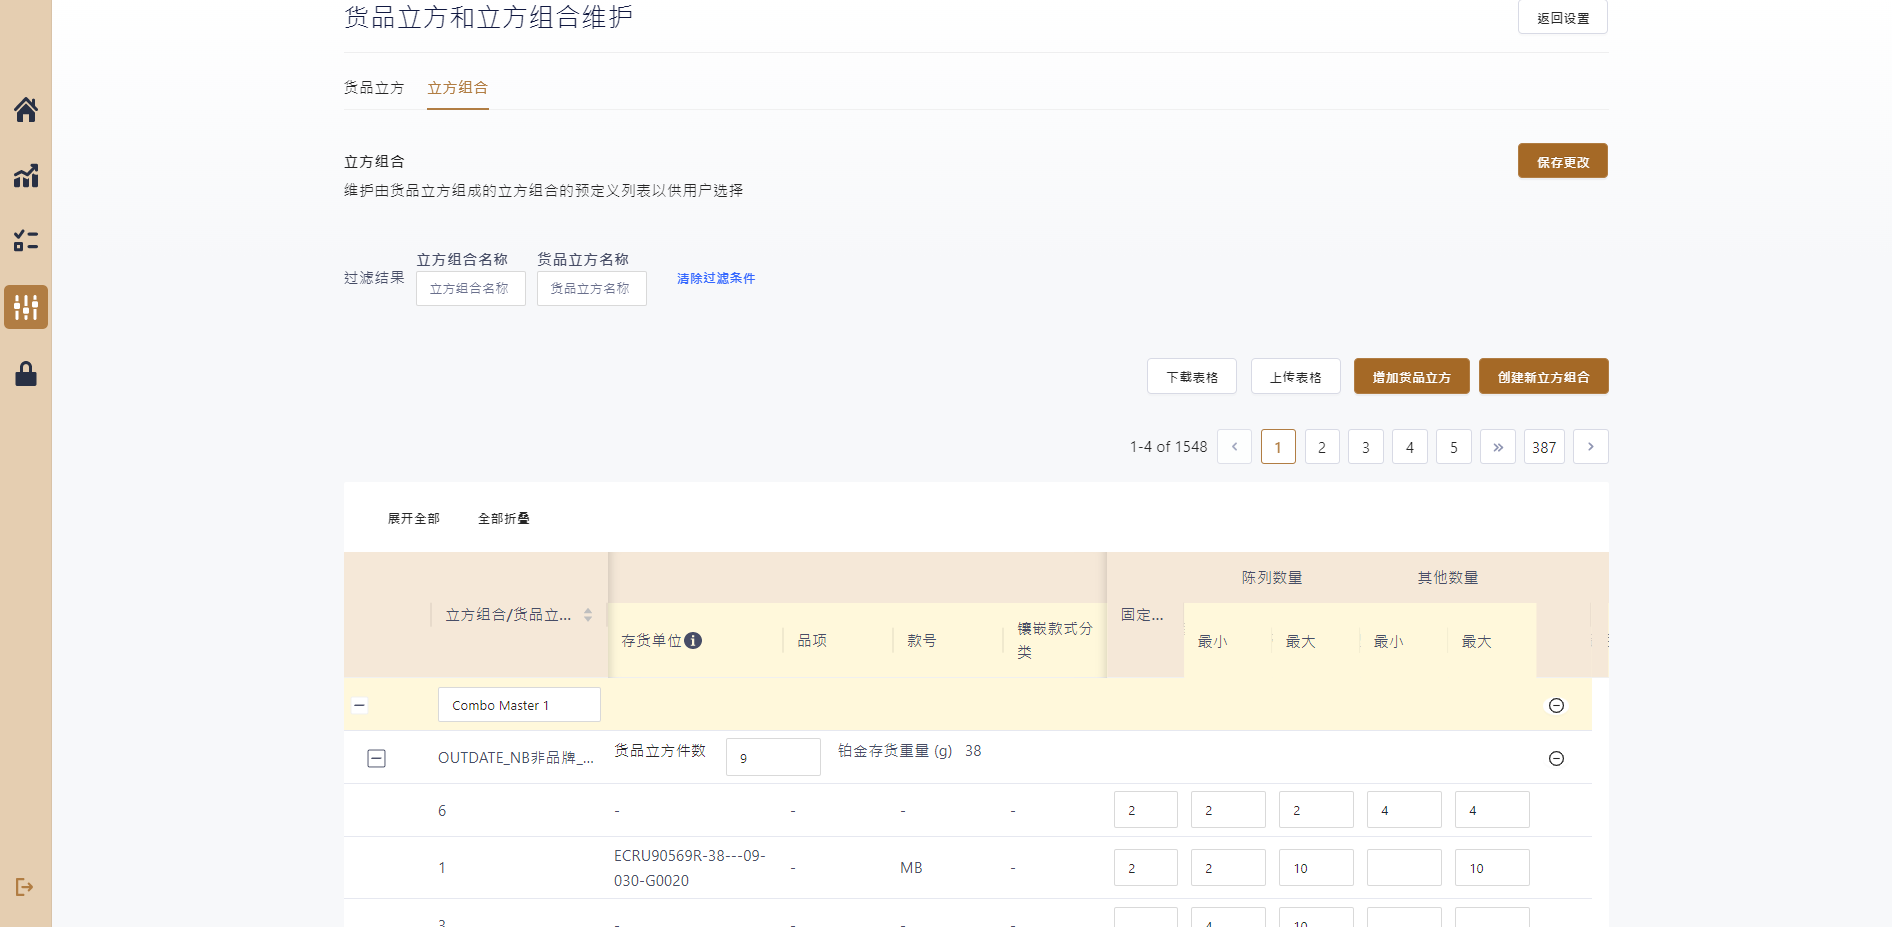 货品立方和立方组合维护
返回设置
货品立方 立方组合
立方组合
保存更改
维护由货品立方组成的立方组合的预定义列表以供用户选择
立方组合名称 货品立方名称
过滤结果 立方组合名称 货品立方名称 清除过滤条件
下载表格 上传表格 增加货品立方 创建新立方组合
1-4 of 1548 1 2 3 4 5 » 387
展开全部 全部折叠
陈列数量 其他数量
立方组合/货品立... 固定...
存货单位 品项 款号 镶嵌款式分类 最小 最大 最小 最大
Combo Master 1
OUTDATE_NB非品牌_... 货品立方件数 9 铂金存货重量 (g) 38
6 - - - - 2 2 2 4 4
1 ECRU90569R-38---09-030-G0020 - MB - 2 2 10 10
3 - - - - 4 10